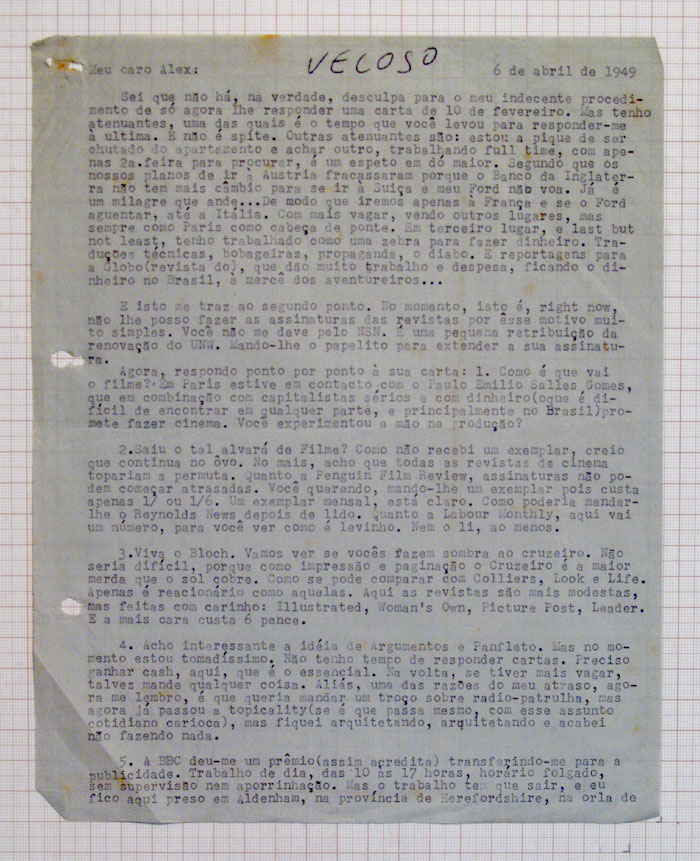 VELOSO
Meu caro Alex: 6 de abril de 1949
Sei que não há, na verdade, desculpa para o meu indecente procedi-
mento de só agora lhe responder uma carta de 10 de fevereiro. Mas tenho
atenuantes, uma das quais é o tempo que você levou para responder-me
à última. E não é spite. Outras atenuantes são: estou a pique de ser
chutado do apartamento e achar outro, trabalhando full time, com ape-
nas 2a.feira para procurar, é um espeto em dó maior. Segundo que os
nossos planos de ir à Austria fracassaram porque o Banco da Inglater-
ra não tem mais câmbio para se ir à Suiça e meu Ford não voa. Já é
um milagre que ande...De modo que iremos apenas à França e se o Ford
aguentar, até a Itália. Com mais vagar, vendo outros lugares, mas
sempre como Paris como cabeça de ponte. Em terceiro lugar, e last but
not least, tenho trabalhado como uma zebra para fazer dinheiro. Tra-
duções técnicas, bobageiras, propaganda, o diabo. E reportagens para
a Globo(revista do), que dão muito trabalho e despesa, ficando o di-
nheiro no Brasil, à mercê dos aventureiros...
E isto me traz ao segundo ponto. No momento, isto é, right now,
não lhe posso fazer as assinaturas das revistas por êsse motivo mui-
to simples. Você não me deve pelo NSN. É uma pequena retribuição da
renovação do UNW. Mando-lhe o papelito para extender a sua assinatu-
ra.
Agora, respondo ponto por ponto à sua carta: 1. Como é que vai
o filme? Em Paris estive em contacto com o Paulo Emilio Salles Gomes,
que em combinação com capitalistas sérios e com dinheiro(oque é di-
fícil de encontrar em qualquer parte, e principalmente no Brasil)pro-
mete fazer cinema. Você experimentou a mão na produção?
2.Saiu o tal alvará de Filme? Como não recebi um exemplar, creio
que continua no ôvo. No mais, acho que todas as revistas de cinema
topariam a permuta. Quanto a Penguin Film Review, assinaturas não po-
dem começar atrasadas. Você querendo, mando-lhe um exemplar pois custa
apenas 1/ ou 1/6. Um exemplar mensal, está claro. Como poderia mandar-
lhe o Reynolds News depois de lido. Quanto a Labour Monthly, aqui vai
um número, para você ver como é levinho. Nem o li, ao menos.
3.Viva o Bloch. Vamos ver se vocês fazem sombra ao cruzeiro. Não
seria difícil, porque como impressão e paginação o Cruzeiro é a maior
merda que o sol cobre. Como se pode comparar com Colliers, Look e Life.
Apenas é reacionário como aquelas. Aqui as revistas são mais modestas,
mas feitas com carinho: Illustrated, Woman's Own, Picture Post, Leader.
E a mais cara custa 6 pence.
4. Acho interessante a idéia de Argumentos e Panfleto. Mas no mo-
mento estou tomadíssimo. Não tenho tempo de responder cartas. Preciso
ganhar cash, aqui, que é o essencial. Na volta, se tiver mais vagar,
talvez mande qualquer coisa. Aliés, uma das razões do meu atraso, ago-
ra me lembro, é que queria mandar um troço sobre radio-patrulha, mas
agora já passou a topicality(se é que passa mesmo, com esse assunto
cotidiano carioca), mas fiquei arquitetando, arquitetando e acabei
não fazendo nada.
5. A BBC deu-me um prêmio(assim acredita) transferindo-me para a
publicidade. Trabalho de dia, das 10 às 17 horas, horário folgado,
sem supervisão nem aporrinhação. Mas o trabalho tem que sair, e eu
fico aqui preso em Aldenham, na província de Herefordshire, na orla de